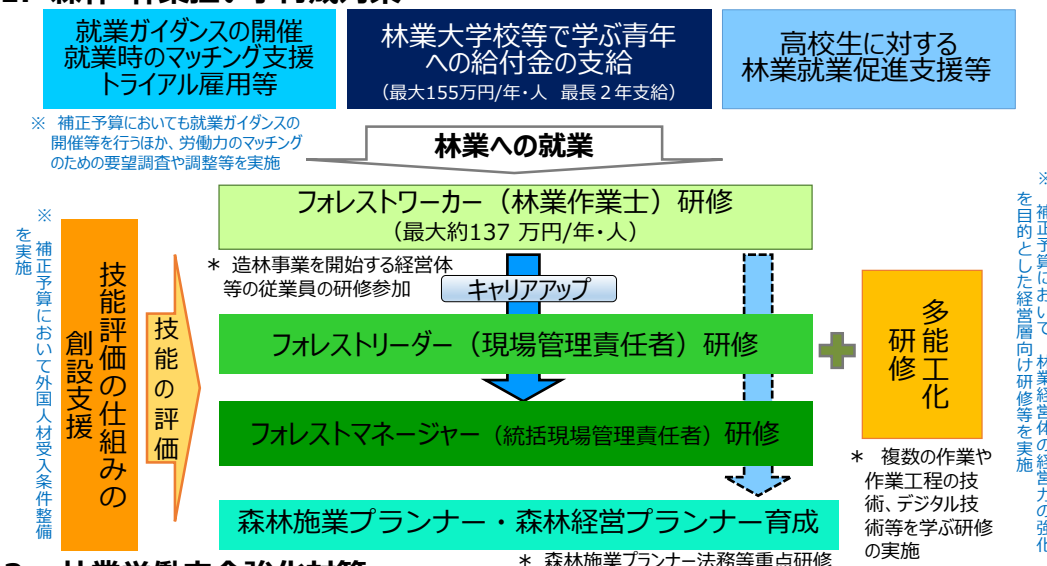 就業ガイダンスの開催
就業時のマッチング支援
トライアル雇用等
林業大学校等で学ぶ青年
への給付金の支給
（最大155万円/年・人　最長２年支給）
高校生に対する
林業就業促進支援等
※　補正予算においても就業ガイダンスの
開催等を行うほか、労働力のマッチング
のための要望調査や調整等を実施
林業への就業
フォレストワーカー（林業作業士）研修
（最大約137 万円/年・人）
＊ 造林事業を開始する経営体
等の従業員の研修参加
キャリアアップ
フォレストリーダー（現場管理責任者）研修
フォレストマネージャー（統括現場管理責任者）研修
森林施業プランナー・森林経営プランナー育成
＊ 森林施業プランナー法務等重点研修
※　補正予算において外国人材受入条件整備
を実施
技能評価の仕組みの
創設支援
技能の評価
多能工化
研修
＊ 複数の作業や
作業工程の技
術、デジタル技
術等を学ぶ研修
の実施
※　補正予算において、林業経営体の経営力の強化
を目的とした経営層向け研修等を実施